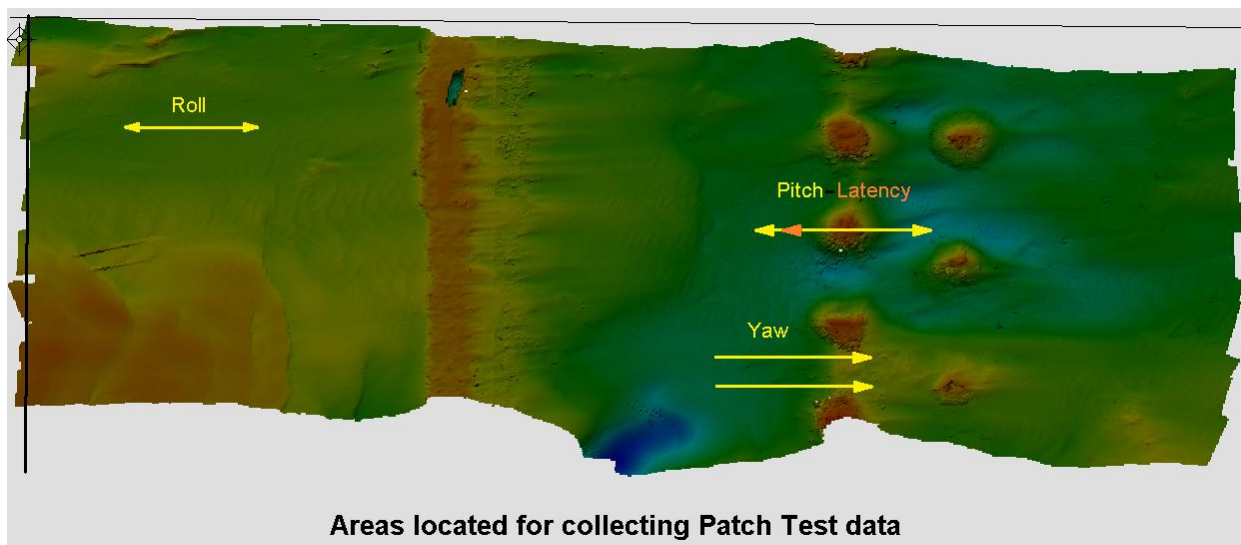 Roll
Pitch-Latency
Yaw
Areas located for collecting Patch Test data